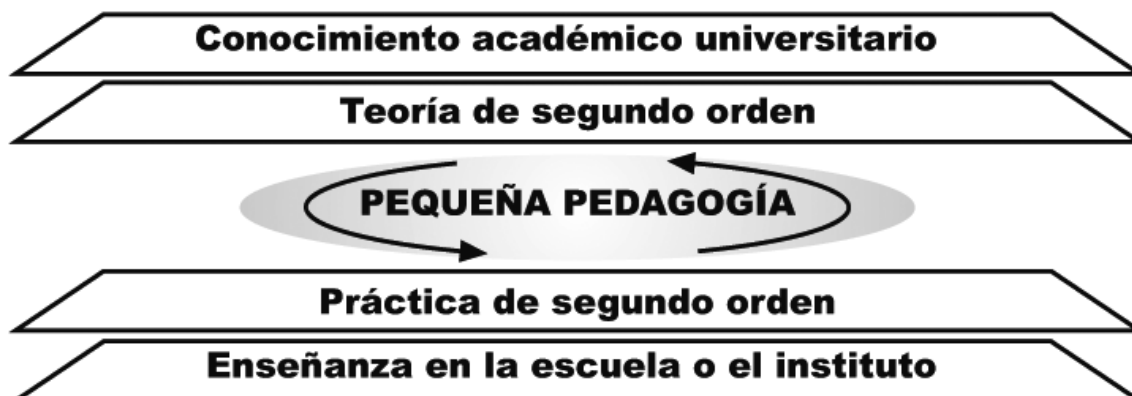 Conocimiento académico universitario
Teoría de segundo orden
PEQUEÑA PEDAGOGÍA
Práctica de segundo orden
Enseñanza en la escuela o el instituto